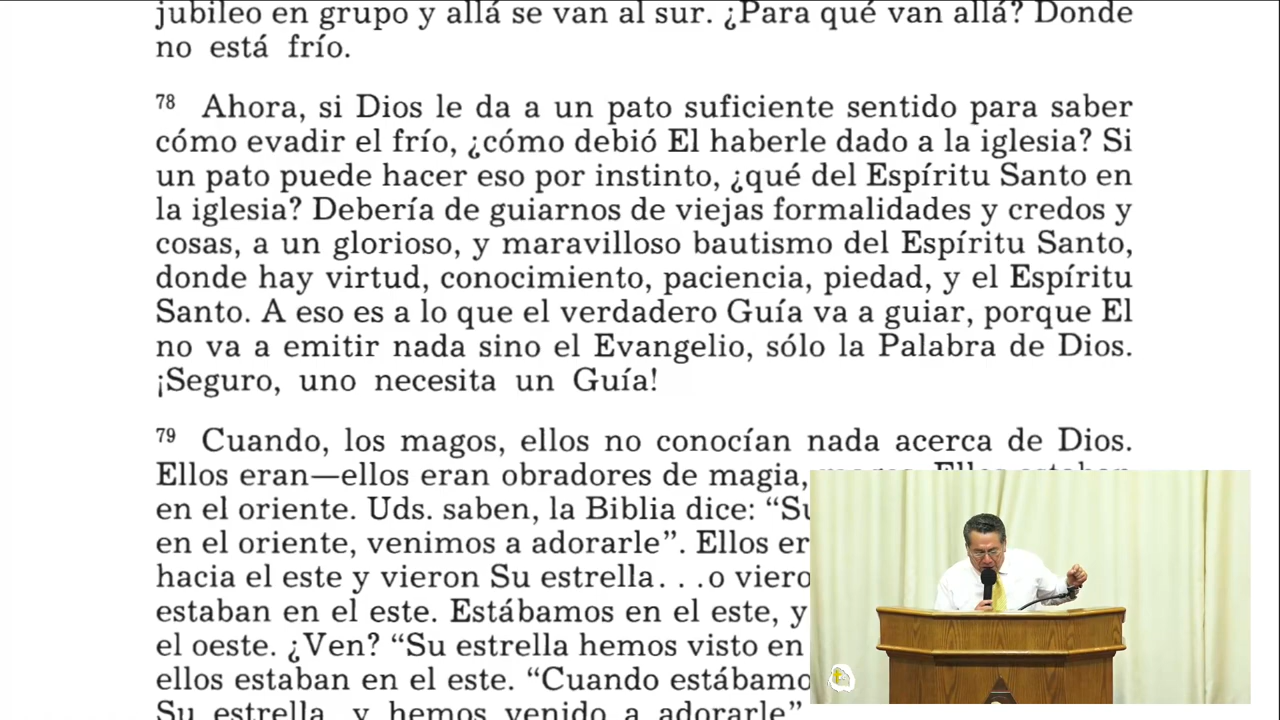 jubileo en grupo y allá se van al sur. ¿Para qué van allá? Donde
no está frío.
78 Ahora, si Dios le da a un pato suficiente sentido para saber
cómo evadir el frío, ¿cómo debió El haberle dado a la iglesia? Si
un pato puede hacer eso por instinto, ¿qué del Espíritu Santo en
la iglesia? Debería de guiarnos de viejas formalidades y credos y
cosas, a un glorioso, y maravilloso bautismo del Espíritu Santo,
donde hay virtud, conocimiento, paciencia, piedad, y el Espíritu
Santo. A eso es a lo que el verdadero Guía va a guiar, porque El
no va a emitir nada sino el Evangelio, sólo la Palabra de Dios.
¡Seguro, uno necesita un Guía!
79 Cuando, los magos, ellos no conocían nada acerca de Dios.
Ellos eran—ellos eran obradores de magia,
en el oriente. Uds. saben, la Biblia dice: “Su
en el oriente, venimos a adorarle”. Ellos er
hacia el este y vieron Su estrella. . .o viero
estaban en el este. Estábamos en el este, y
el oeste. ¿Ven? “Su estrella hemos visto en
ellos estaban en el este. “Cuando estábamo
Su estrella, y hemos venido a adorarle”